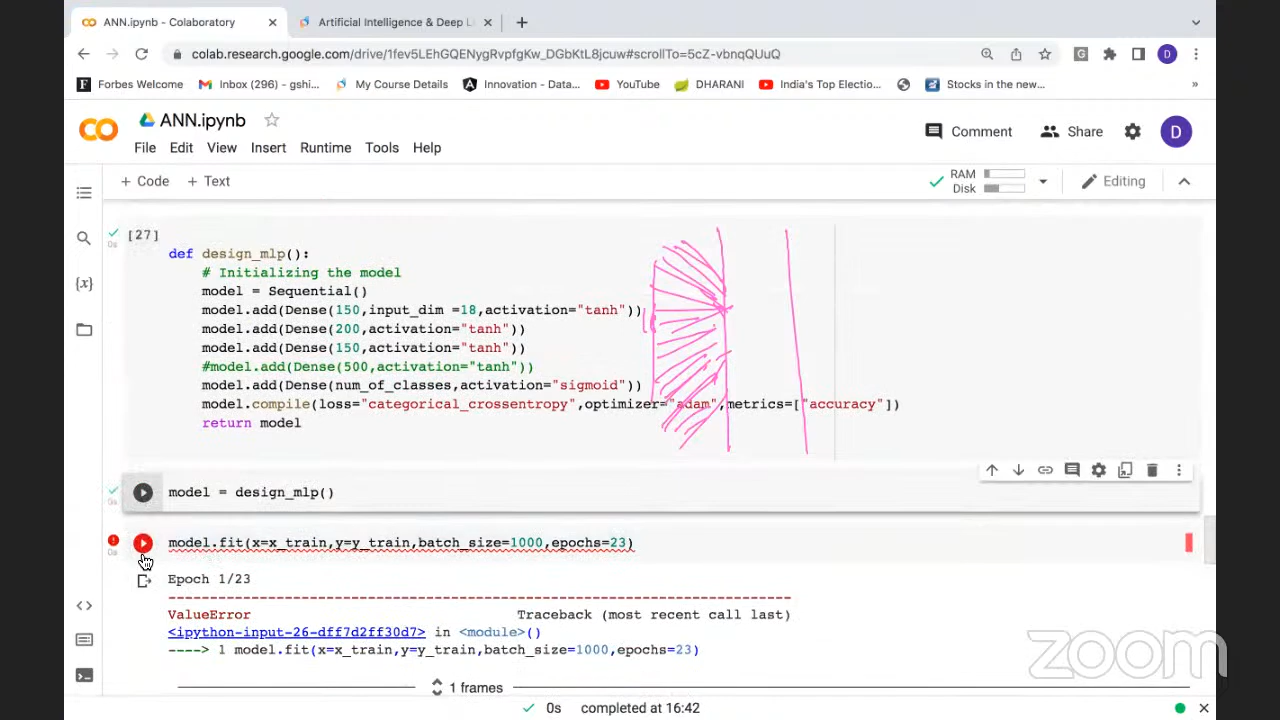 ANN.ipynb - Colaboratory
Artificial Intelligence & Deep L
colab.research.google.com/drive/1fev5LEhGQENygRvpfgKw_DGbKtL8jcuw#scrollTo=5cZ-vbnqQUuQ
G
D
F
Forbes Welcome
Inbox (296) - gshi...
My Course Details
Innovation - Data...
YouTube
DHARANI
India's Top Electio...
Stocks in the new...
»
CO
ANN.ipynb
Comment
Share
D
File Edit View Insert Runtime Tools Help
+ Code + Text
RAM
Disk
Editing
{x}
[27]
0s
def design_mlp():
# Initializing the model
model = Sequential()
model.add(Dense(150,input_dim =18,activation="tanh"))
model.add(Dense(200,activation="tanh"))
model.add(Dense(150,activation="tanh"))
#model.add(Dense(500,activation="tanh"))
model.add(Dense(num_of_classes,activation="sigmoid"))
model.compile(loss="categorical_crossentropy",optimizer="adam",metrics=["accuracy"])
return model
0s
model = design_mlp()
0s
model.fit(x=x_train,y=y_train,batch_size=1000,epochs=23)
Epoch 1/23
---------------------------------------------------------------------------
ValueError Traceback (most recent call last)
<ipython-input-26-dff7d2ff30d7> in <module>()
----> 1 model.fit(x=x_train,y=y_train,batch_size=1000,epochs=23)
1 frames
0s completed at 16:42
zoom